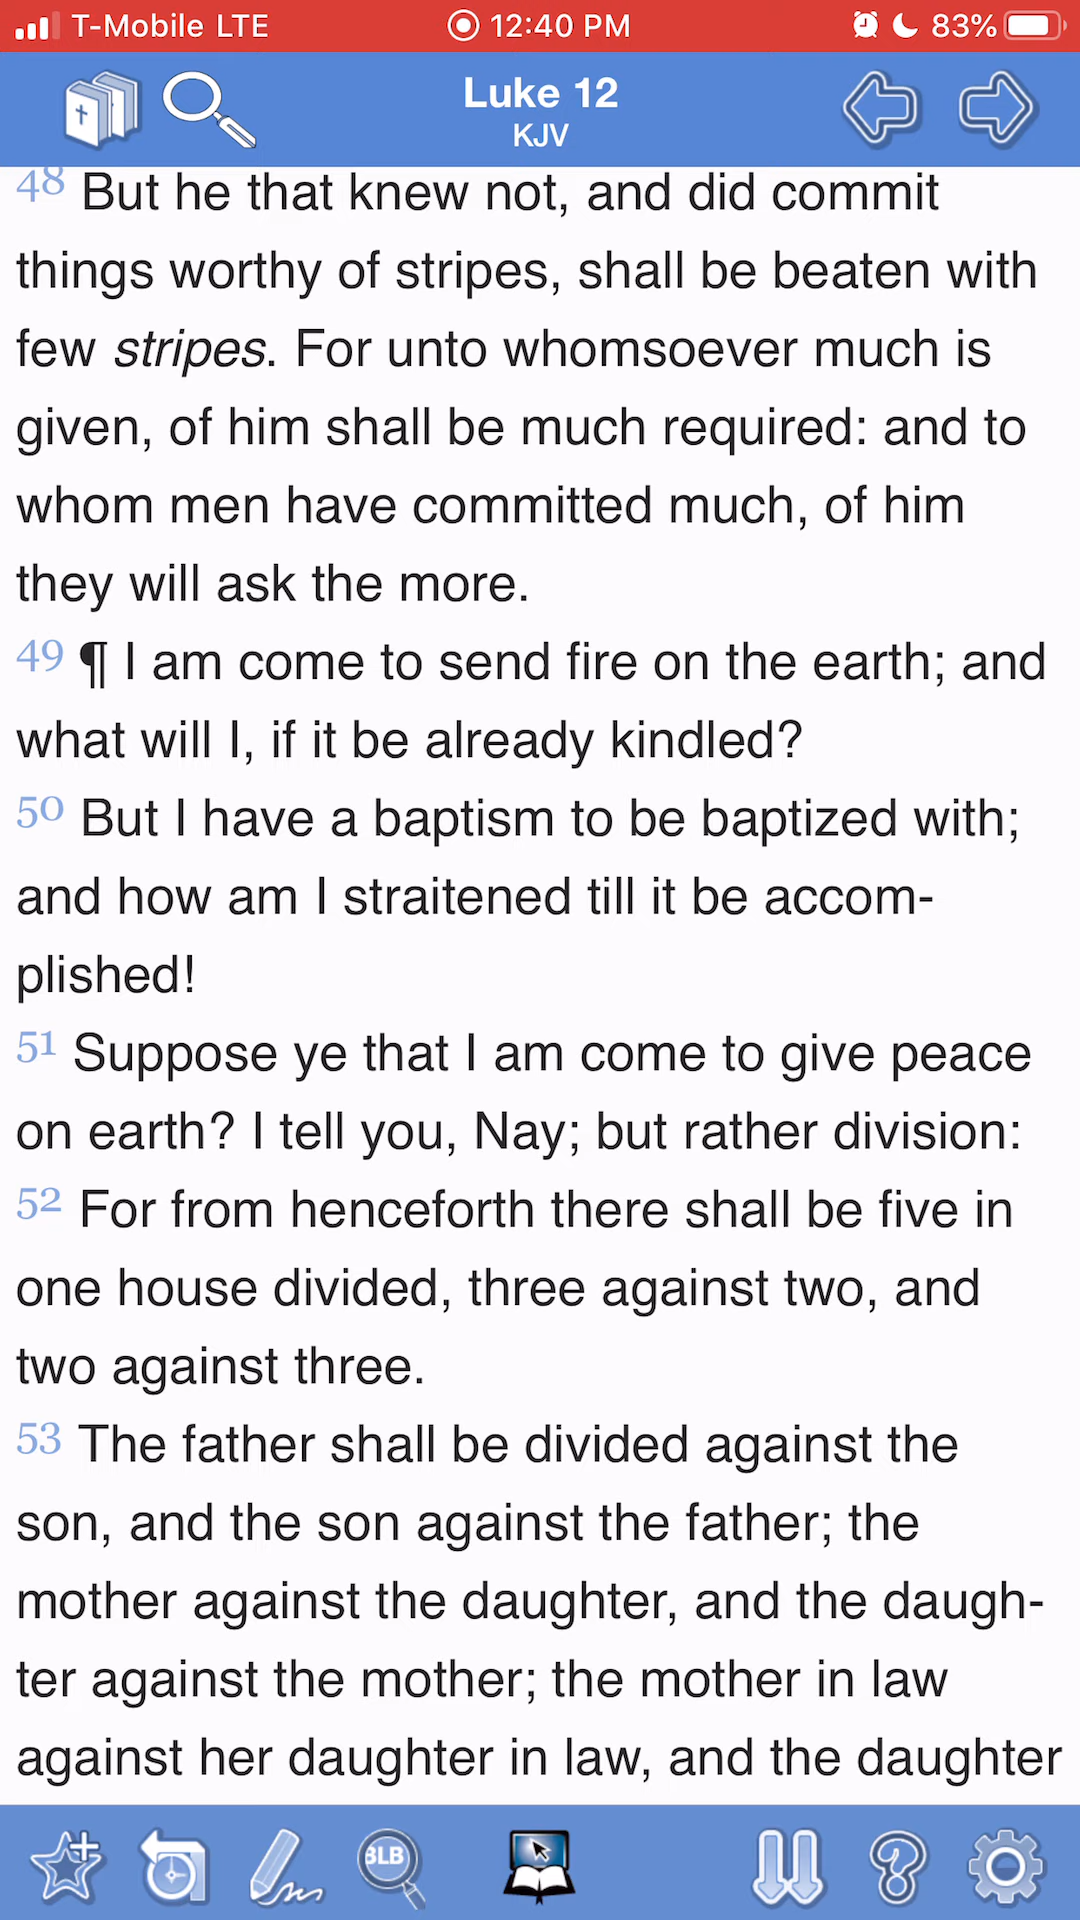 T-Mobile LTE 12:40 PM 83%
Luke 12
KJV
48 But he that knew not, and did commit
things worthy of stripes, shall be beaten with
few stripes. For unto whomsoever much is
given, of him shall be much required: and to
whom men have committed much, of him
they will ask the more.
49 ¶ I am come to send fire on the earth; and
what will I, if it be already kindled?
50 But I have a baptism to be baptized with;
and how am I straitened till it be accom-
plished!
51 Suppose ye that I am come to give peace
on earth? I tell you, Nay; but rather division:
52 For from henceforth there shall be five in
one house divided, three against two, and
two against three.
53 The father shall be divided against the
son, and the son against the father; the
mother against the daughter, and the daugh-
ter against the mother; the mother in law
against her daughter in law, and the daughter
BLB